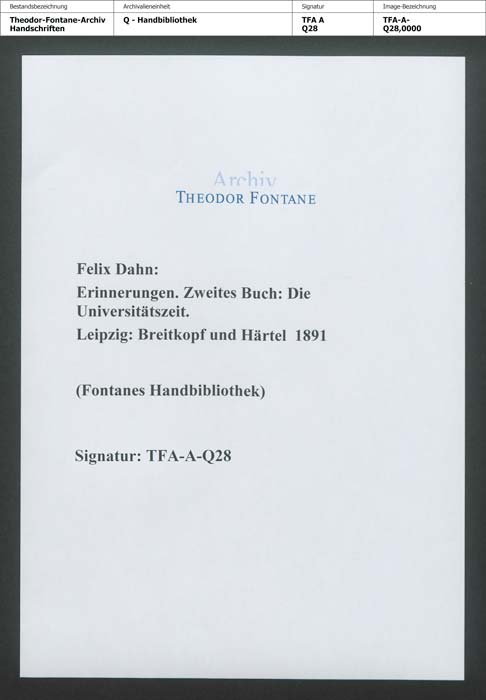 Bestandsbezeichnung Archivalieneinheit Signatur Image-Bezeichnung
Theodor-Fontane-Archiv Q - Handbibliothek TFA A TFA-A-
Handschriften Q28 Q28,0000
Archiv
THEODOR FONTANE
Felix Dahn:
Erinnerungen. Zweites Buch: Die
Universitätszeit.
Leipzig: Breitkopf und Härtel 1891
(Fontanes Handbibliothek)
Signatur: TFA-A-Q28